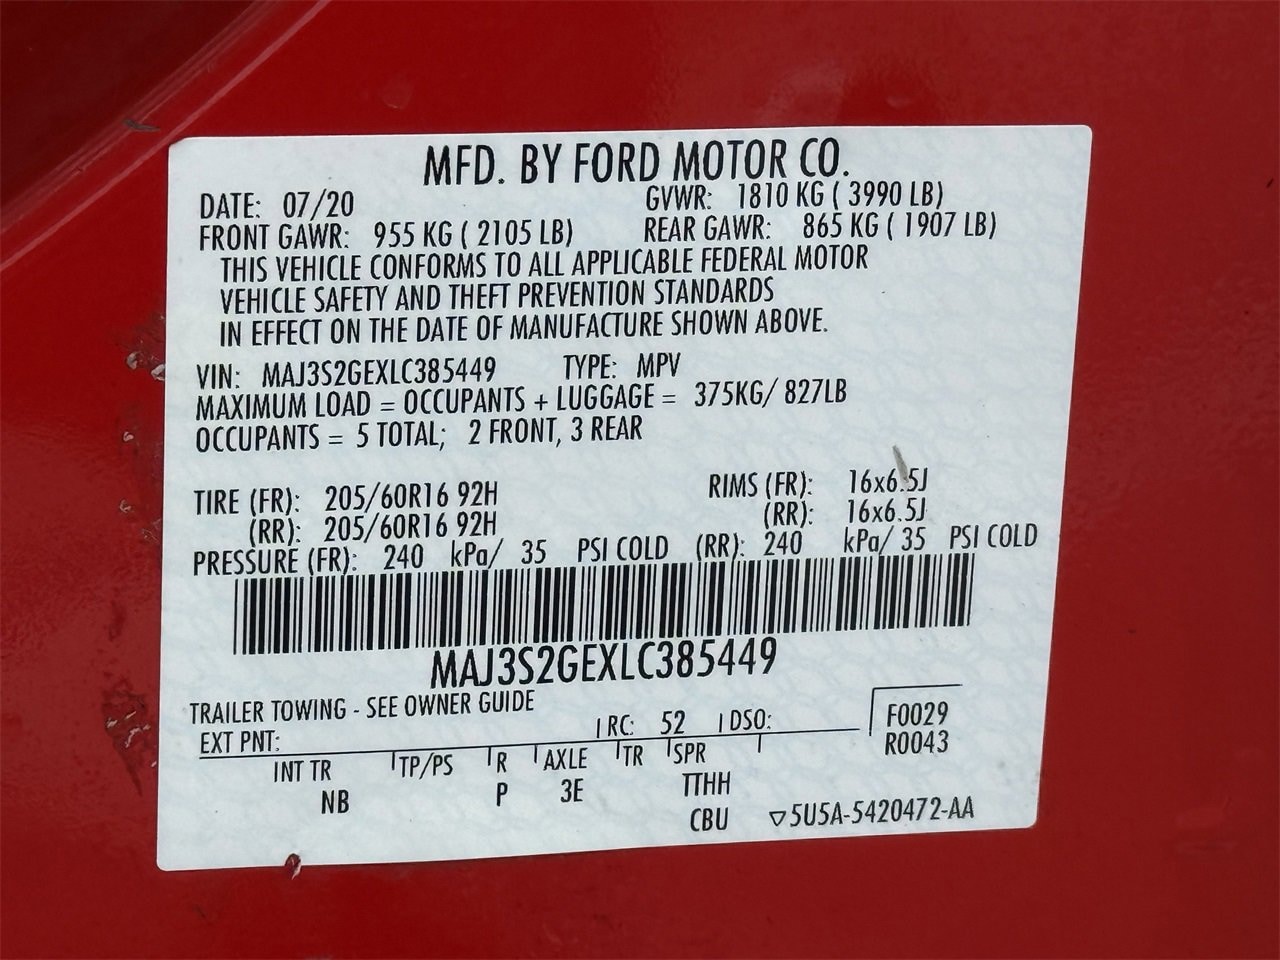 MFD. BY FORD MOTOR CO.
DATE: 07/20 GVWR: 1810 KG ( 3990 LB)
FRONT GAWR: 955 KG ( 2105 LB) REAR GAWR: 865 KG ( 1907 LB)
THIS VEHICLE CONFORMS TO ALL APPLICABLE FEDERAL MOTOR
VEHICLE SAFETY AND THEFT PREVENTION STANDARDS
IN EFFECT ON THE DATE OF MANUFACTURE SHOWN ABOVE.
VIN: MAJ3S2GEXLC385449 TYPE: MPV
MAXIMUM LOAD = OCCUPANTS + LUGGAGE = 375KG/ 827LB
OCCUPANTS = 5 TOTAL; 2 FRONT, 3 REAR
TIRE (FR): 205/60R16 92H RIMS (FR): 16x6.5J
(RR): 205/60R16 92H (RR): 16x6.5J
PRESSURE (FR): 240 kPa/ 35 PSI COLD (RR): 240 kPa/ 35 PSI COLD
MAJ3S2GEXLC385449
TRAILER TOWING - SEE OWNER GUIDE
EXT PNT: RC: 52 DSO: F0029
R0043
INT TR TP/PS R AXLE TR SPR
NB P 3E TTHH
CBU ▽5U5A-5420472-AA